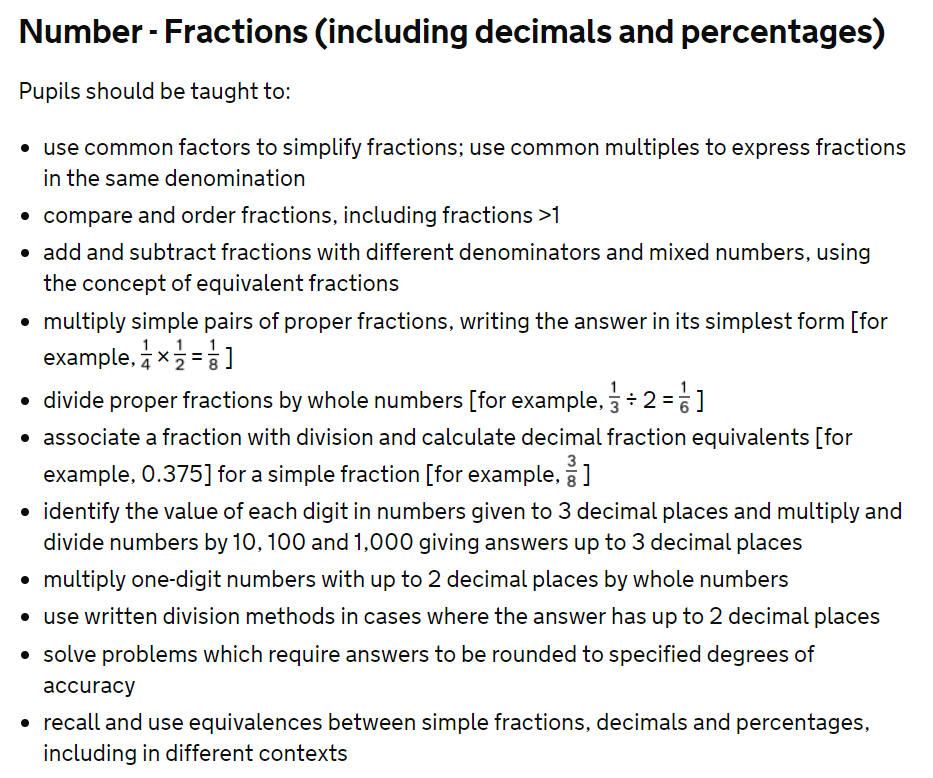 Number - Fractions (including decimals and percentages)
Pupils should be taught to:
• use common factors to simplify fractions; use common multiples to express fractions
in the same denomination
• compare and order fractions, including fractions >1
• add and subtract fractions with different denominators and mixed numbers, using
the concept of equivalent fractions
• multiply simple pairs of proper fractions, writing the answer in its simplest form [for
example, 1/4 × 1/2 = 1/8 ]
• divide proper fractions by whole numbers [for example, 1/3 ÷ 2 = 1/6 ]
• associate a fraction with division and calculate decimal fraction equivalents [for
example, 0.375] for a simple fraction [for example, 3/8 ]
• identify the value of each digit in numbers given to 3 decimal places and multiply and
divide numbers by 10, 100 and 1,000 giving answers up to 3 decimal places
• multiply one-digit numbers with up to 2 decimal places by whole numbers
• use written division methods in cases where the answer has up to 2 decimal places
• solve problems which require answers to be rounded to specified degrees of
accuracy
• recall and use equivalences between simple fractions, decimals and percentages,
including in different contexts